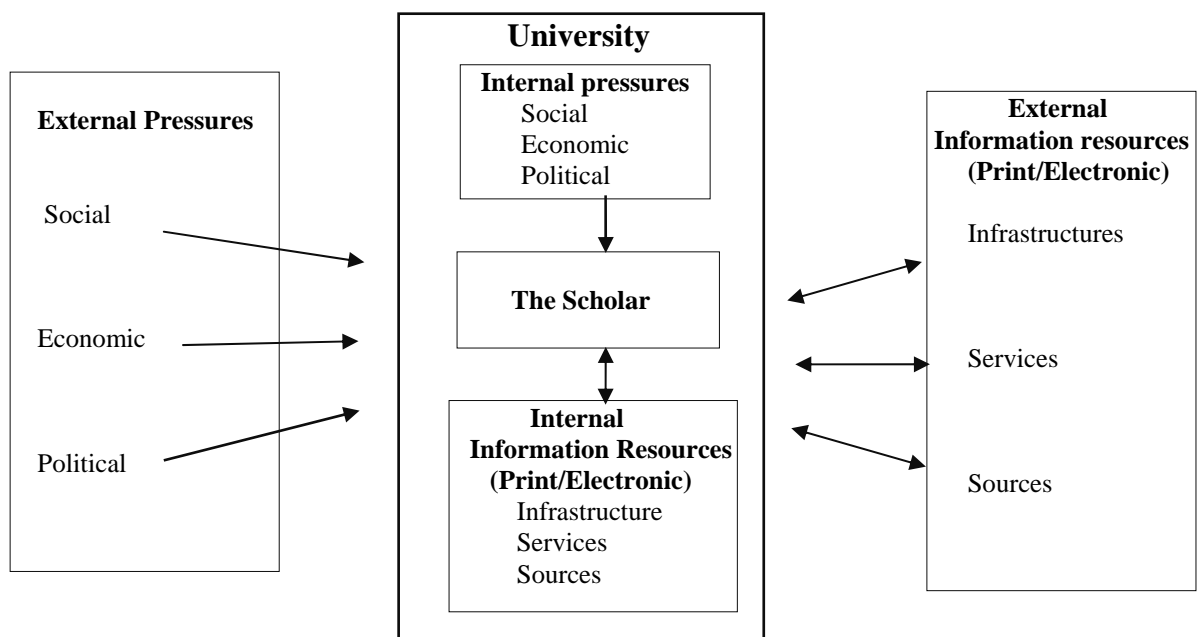 External Pressures
Social
Economic
Political
University
Internal pressures
Social
Economic
Political
The Scholar
Internal
Information Resources
(Print/Electronic)
Infrastructure
Services
Sources
External
Information resources
(Print/Electronic)
Infrastructures
Services
Sources